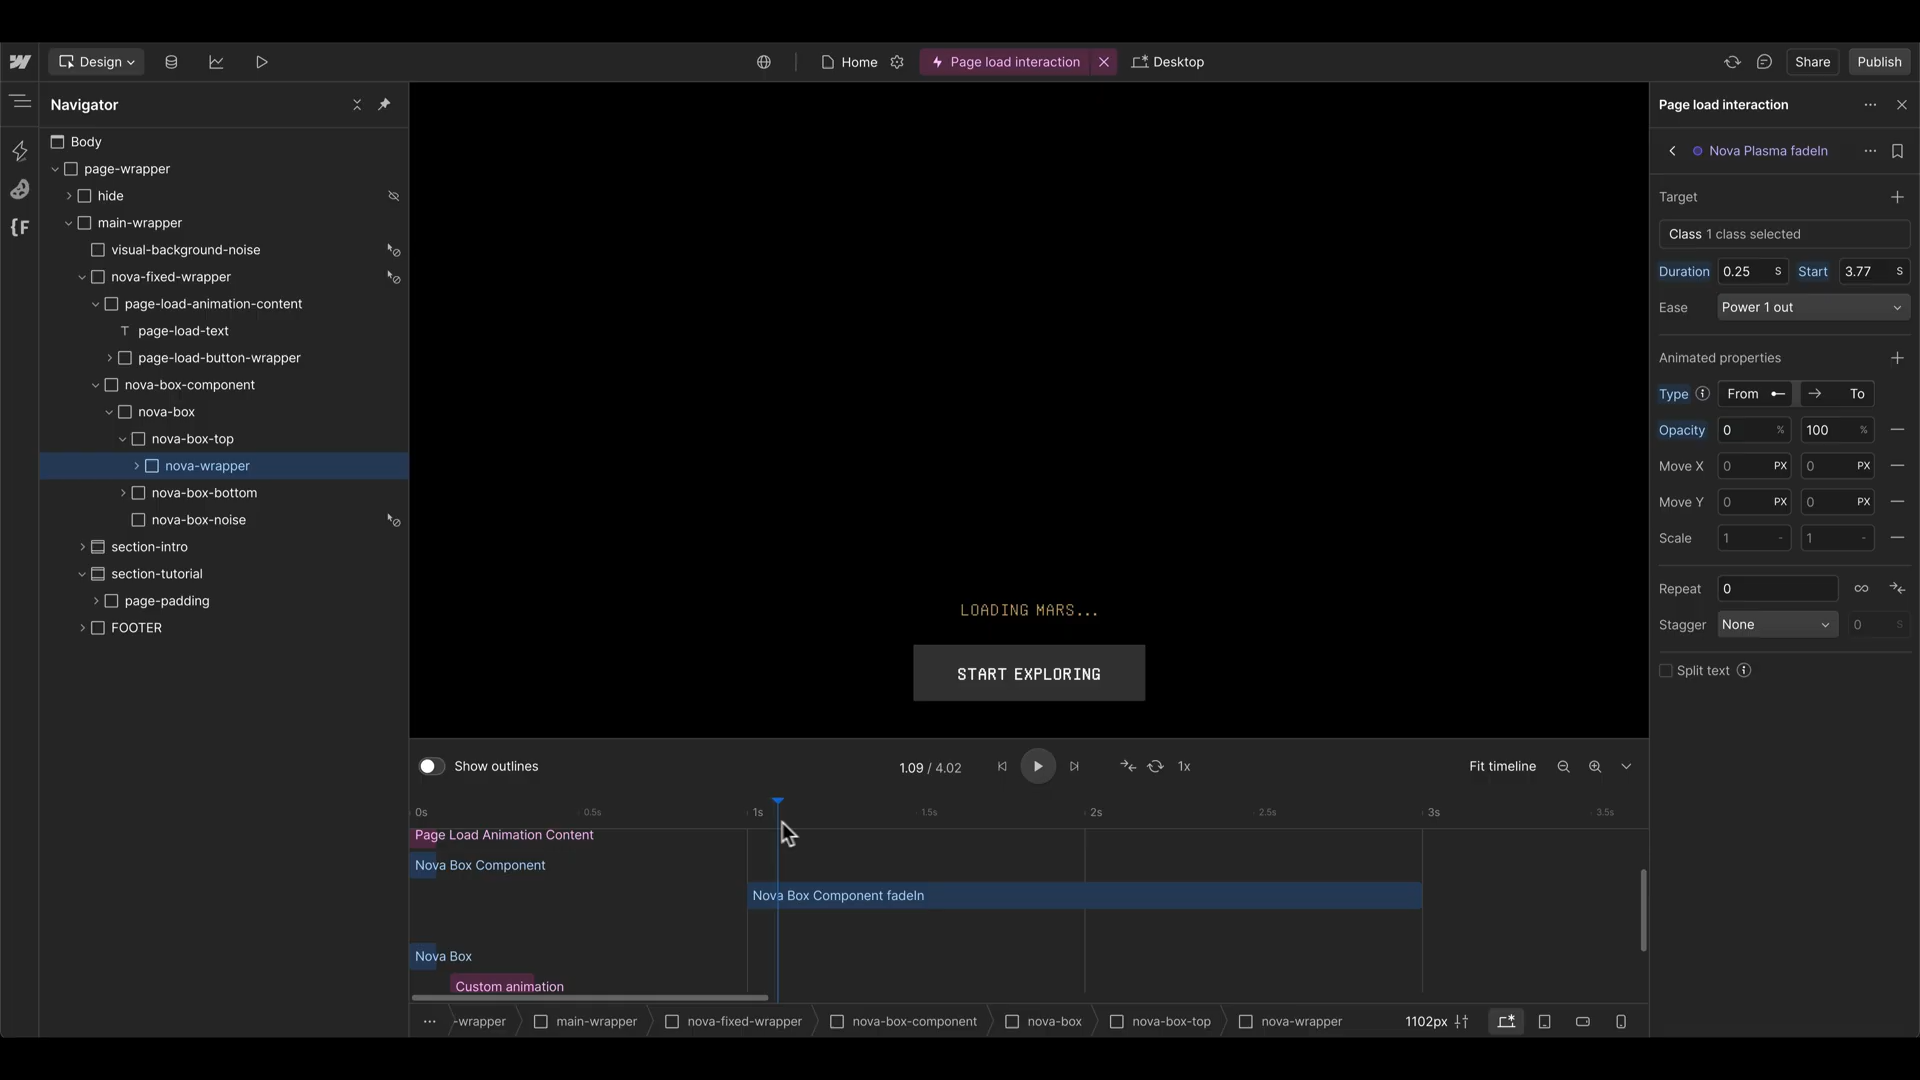 Design
Home
Page load interaction
Desktop
Share
Publish
Navigator
Body
page-wrapper
hide
main-wrapper
visual-background-noise
nova-fixed-wrapper
page-load-animation-content
page-load-text
page-load-button-wrapper
nova-box-component
nova-box
nova-box-top
nova-wrapper
nova-box-bottom
nova-box-noise
section-intro
section-tutorial
page-padding
FOOTER
LOADING MARS...
START EXPLORING
Show outlines
1.09 / 4.02
1x
Fit timeline
0s 0.5s 1s 1.5s 2s 2.5s 3s 3.5s
Page Load Animation Content
Nova Box Component
Nova Box Component fadeIn
Nova Box
Custom animation
-wrapper main-wrapper nova-fixed-wrapper nova-box-component nova-box nova-box-top nova-wrapper
1102px
Page load interaction
Nova Plasma fadeIn
Target
Class 1 class selected
Duration 0.25 S Start 3.77 S
Ease Power 1 out
Animated properties
Type From To
Opacity 0 % 100 %
Move X 0 PX 0 PX
Move Y 0 PX 0 PX
Scale 1 - 1 -
Repeat 0
Stagger None 0 S
Split text